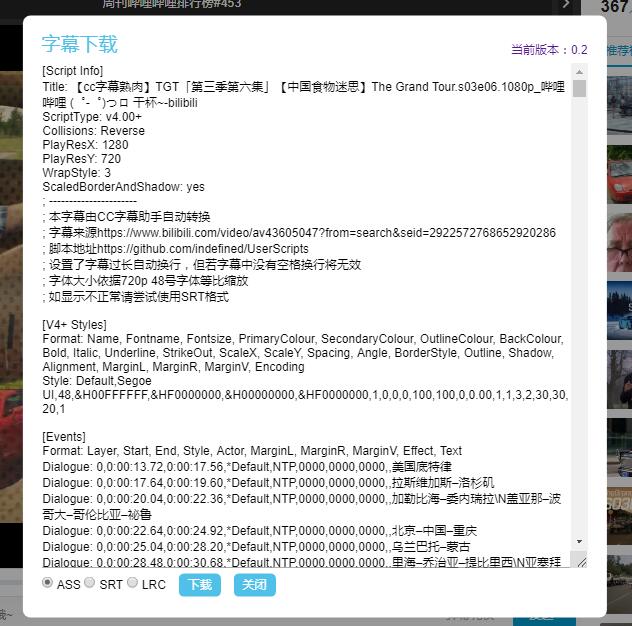 周刊哔哩哔哩排行榜#453
367
字幕下载
当前版本：0.2
[Script Info]
Title: 【cc字幕熟肉】TGT「第三季第六集」【中国食物迷思】The Grand Tour.s03e06.1080p_哔哩
哔哩 (゜-゜)つロ 干杯~-bilibili
ScriptType: v4.00+
Collisions: Reverse
PlayResX: 1280
PlayResY: 720
WrapStyle: 3
ScaledBorderAndShadow: yes
; ----------------------
; 本字幕由CC字幕助手自动转换
; 字幕来源https://www.bilibili.com/video/av43605047?from=search&seid=2922572768652920286
; 脚本地址https://github.com/indefined/UserScripts
; 设置了字幕过长自动换行，但若字幕中没有空格换行将无效
; 字体大小依据720p 48号字体等比缩放
; 如显示不正常请尝试使用SRT格式
[V4+ Styles]
Format: Name, Fontname, Fontsize, PrimaryColour, SecondaryColour, OutlineColour, BackColour,
Bold, Italic, Underline, StrikeOut, ScaleX, ScaleY, Spacing, Angle, BorderStyle, Outline, Shadow,
Alignment, MarginL, MarginR, MarginV, Encoding
Style: Default,Segoe
UI,48,&H00FFFFFF,&HF0000000,&H00000000,&HF0000000,1,0,0,0,100,100,0,0.00,1,1,3,2,30,30,
20,1
[Events]
Format: Layer, Start, End, Style, Actor, MarginL, MarginR, MarginV, Effect, Text
Dialogue: 0,0:00:13.72,0:00:17.56,*Default,NTP,0000,0000,0000,,美国底特律
Dialogue: 0,0:00:17.64,0:00:19.60,*Default,NTP,0000,0000,0000,,拉斯维加斯–洛杉矶
Dialogue: 0,0:00:20.04,0:00:22.36,*Default,NTP,0000,0000,0000,,加勒比海–委内瑞拉\N盖亚那–波
哥大–哥伦比亚–祕鲁
Dialogue: 0,0:00:22.64,0:00:24.92,*Default,NTP,0000,0000,0000,,北京–中国–重庆
Dialogue: 0,0:00:25.04,0:00:28.20,*Default,NTP,0000,0000,0000,,乌兰巴托–蒙古
Dialogue: 0,0:00:28.48,0:00:30.68,*Default,NTP,0000,0000,0000,,里海–乔治亚–提比里西\N亚塞拜
ASS SRT LRC 下载 关闭